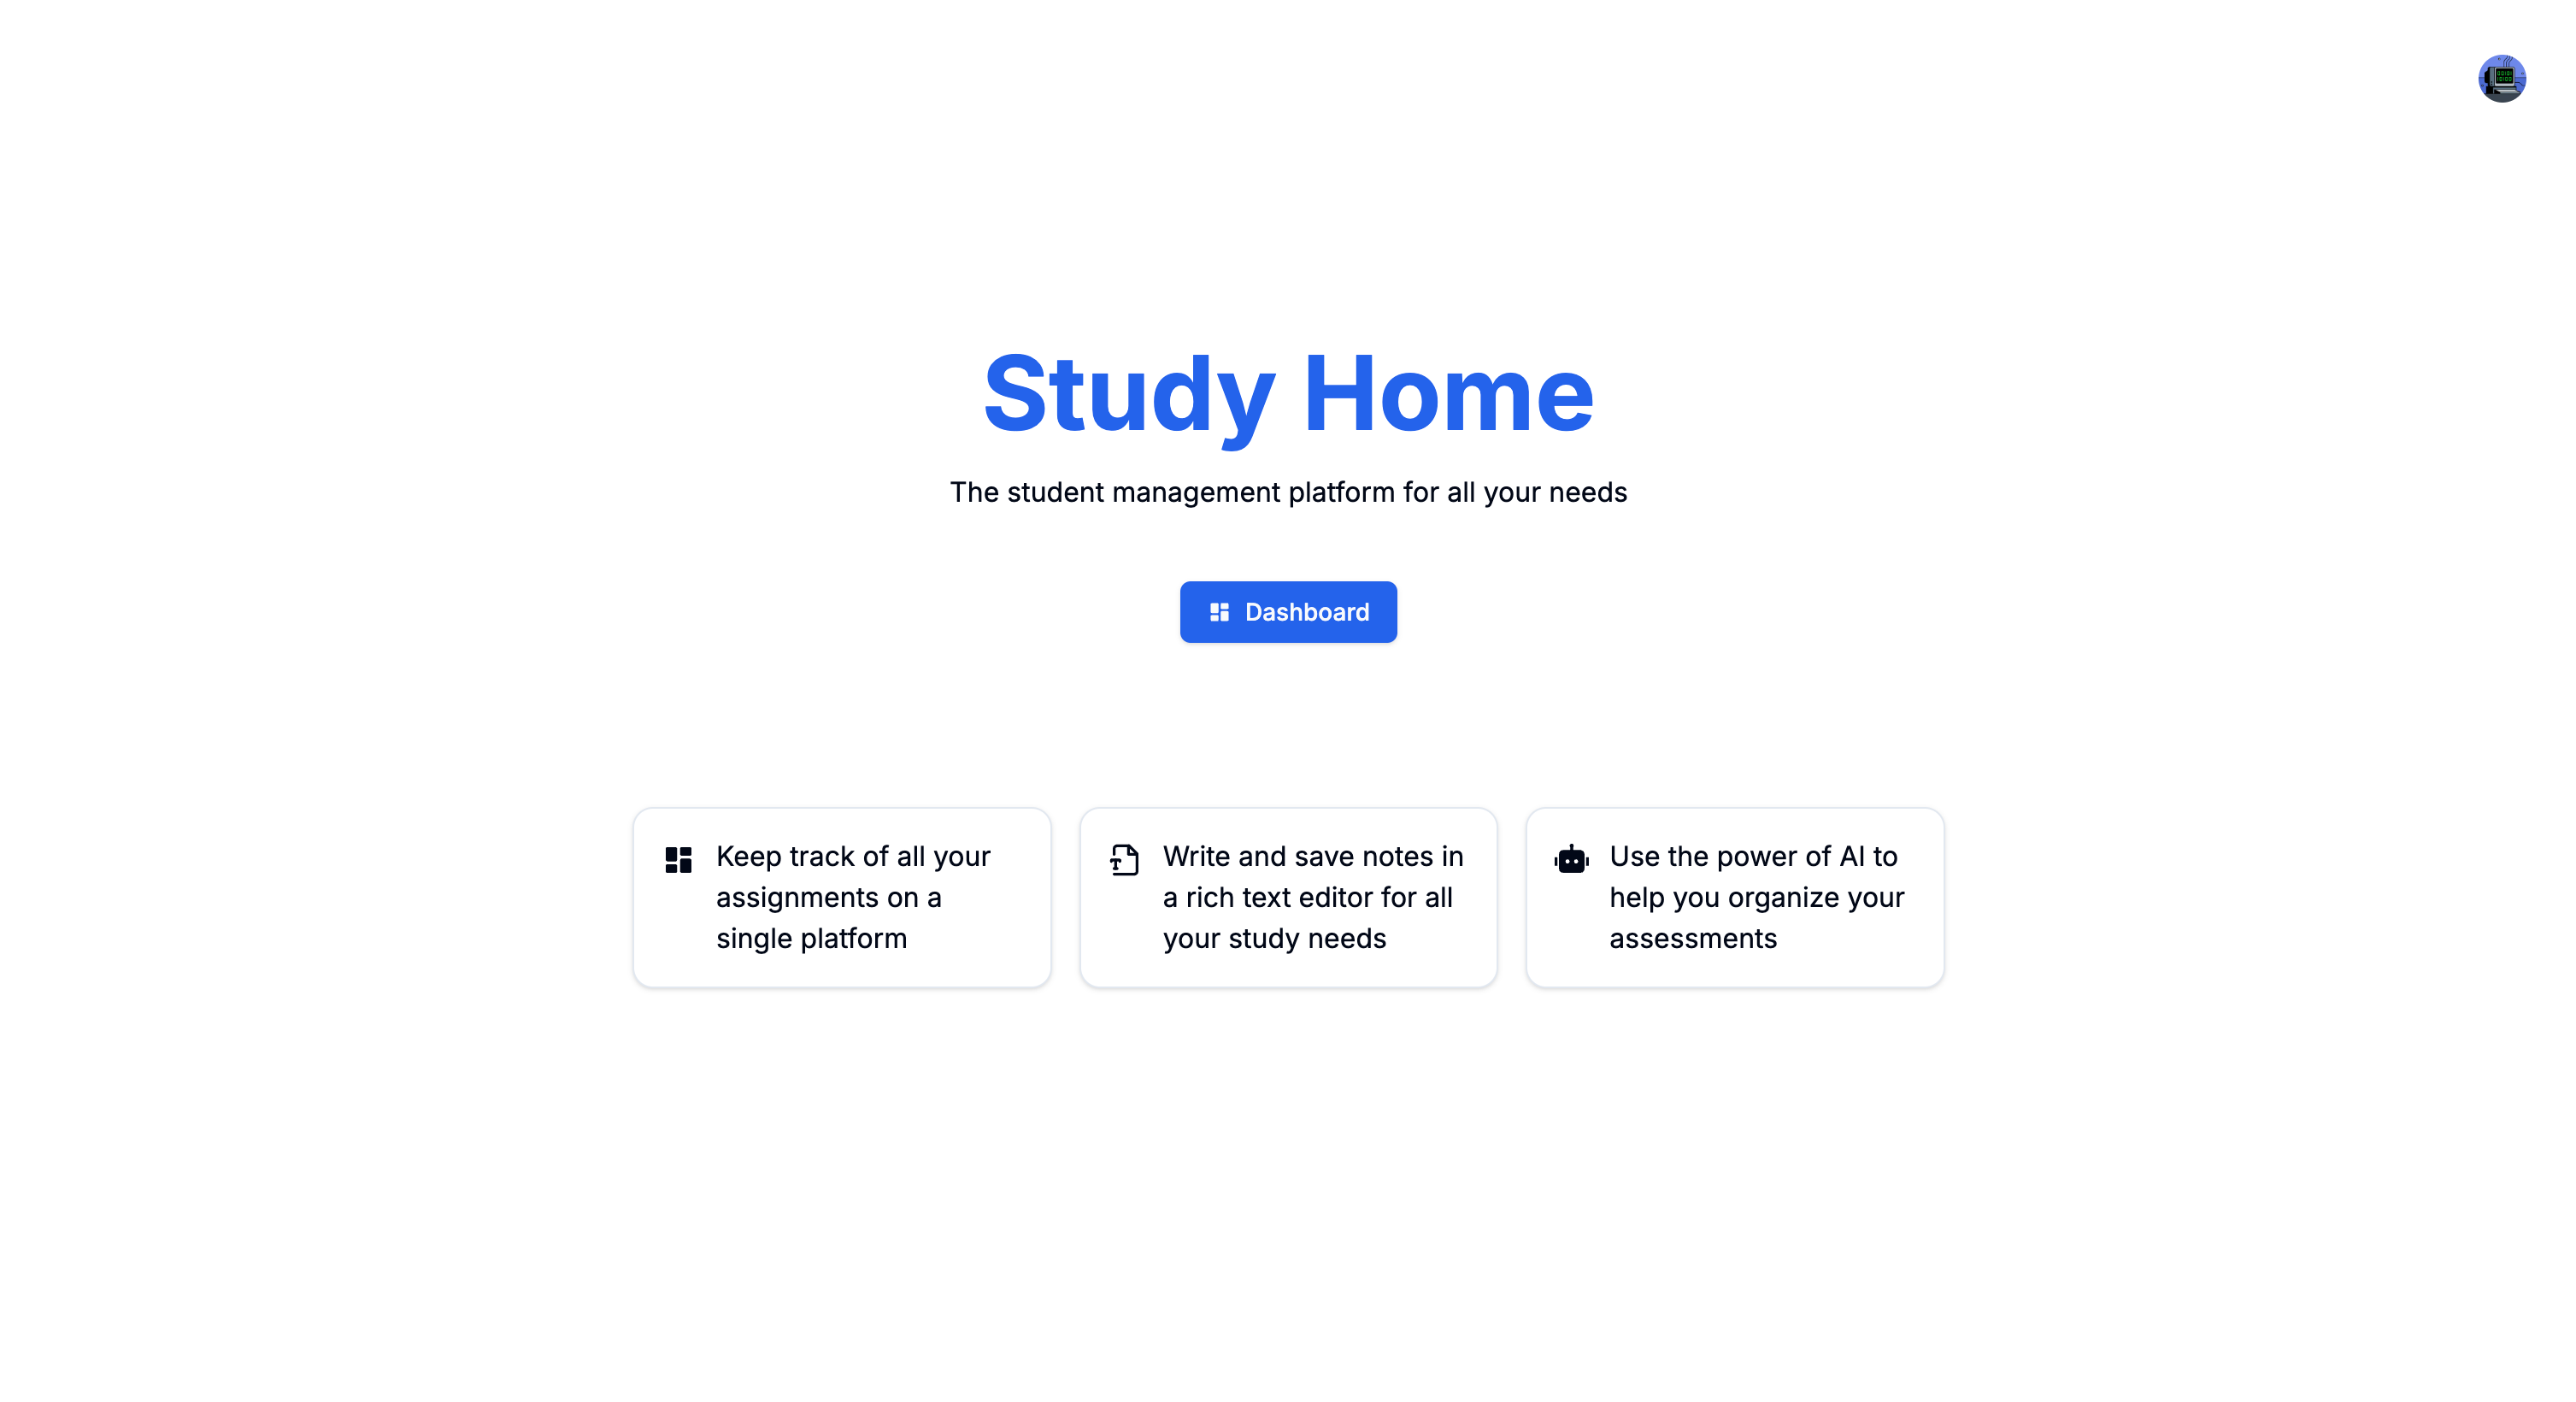 Study Home
The student management platform for all your needs
Dashboard
Keep track of all your
assignments on a
single platform
Write and save notes in
a rich text editor for all
your study needs
Use the power of AI to
help you organize your
assessments